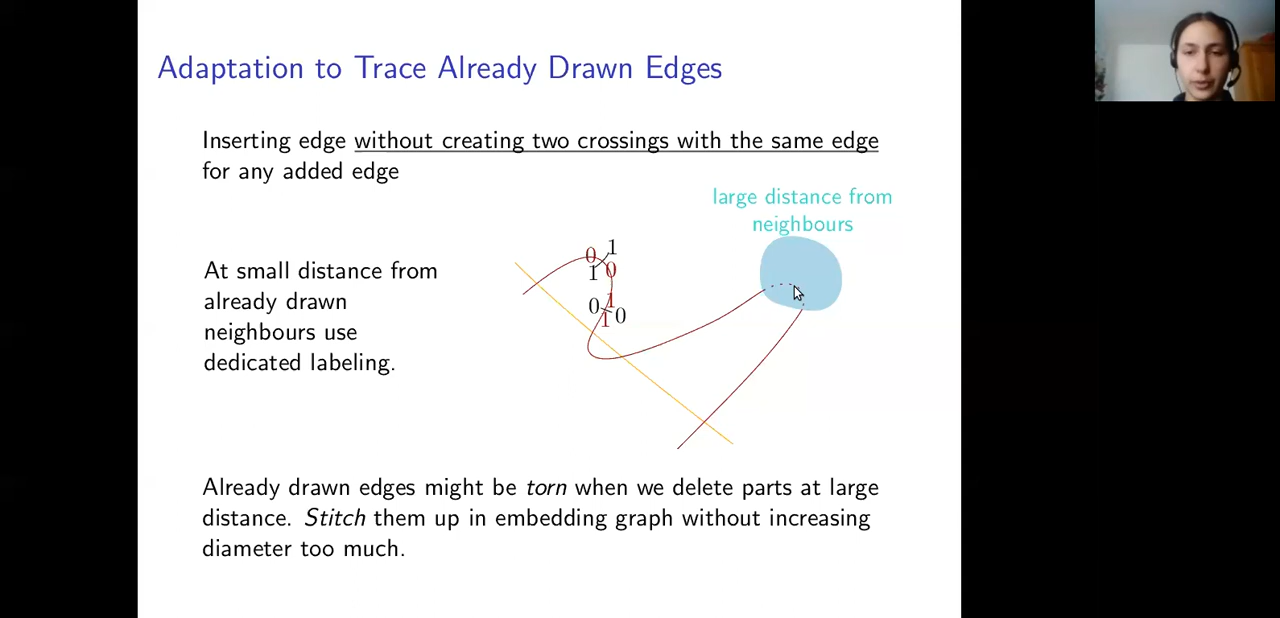 Adaptation to Trace Already Drawn Edges
Inserting edge without creating two crossings with the same edge
for any added edge
large distance from
neighbours
At small distance from
already drawn
neighbours use
dedicated labeling.
0 1
1 0
0 1
1 0
Already drawn edges might be torn when we delete parts at large
distance. Stitch them up in embedding graph without increasing
diameter too much.